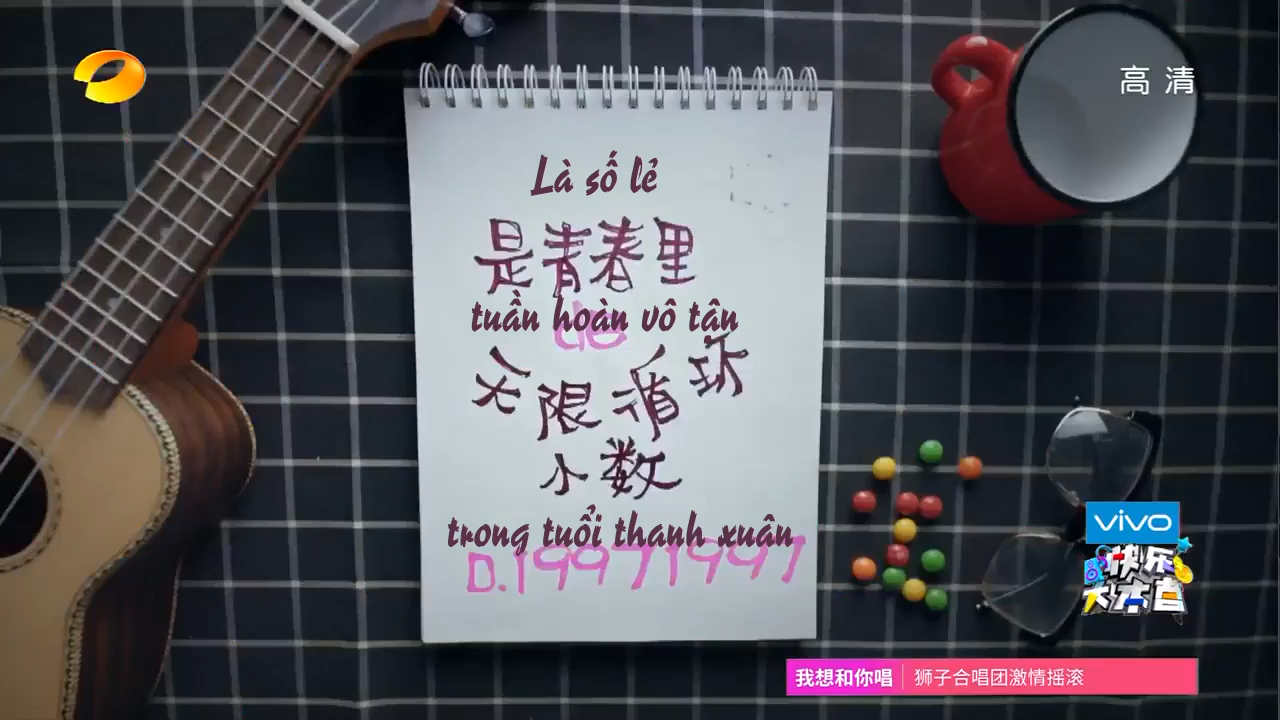 高 清
Là số lẻ
是青春里
tuần hoàn vô tận
de
无限循环
小数
trong tuổi thanh xuân
0.19971997
vivo
快乐
大本营
我想和你唱 狮子合唱团激情摇滚